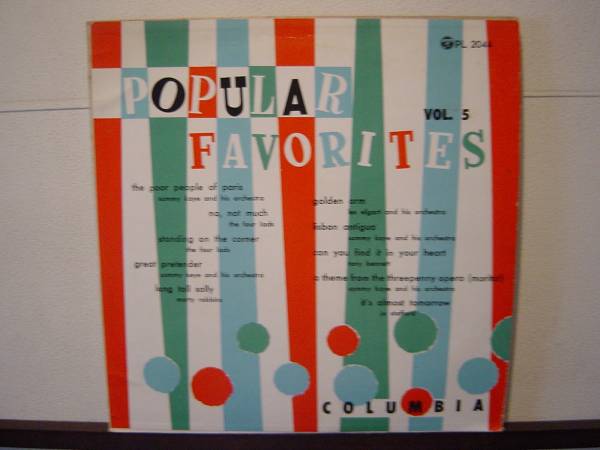 PL 2044
POPULAR
VOL. 5
FAVORITES
the poor people of paris
sammy kaye and his orchestra
no, not much
the four lads
standing on the corner
the four lads
great pretender
sammy kaye and his orchestra
long tall sally
marty robbins
golden arm
les elgart and his orchestra
lisbon antigua
sammy kaye and his orchestra
can you find it in your heart
tony bennett
a theme from the threepenny opera (moritat)
sammy kaye and his orchestra
it's almost tomorrow
jo stafford
COLUMBIA